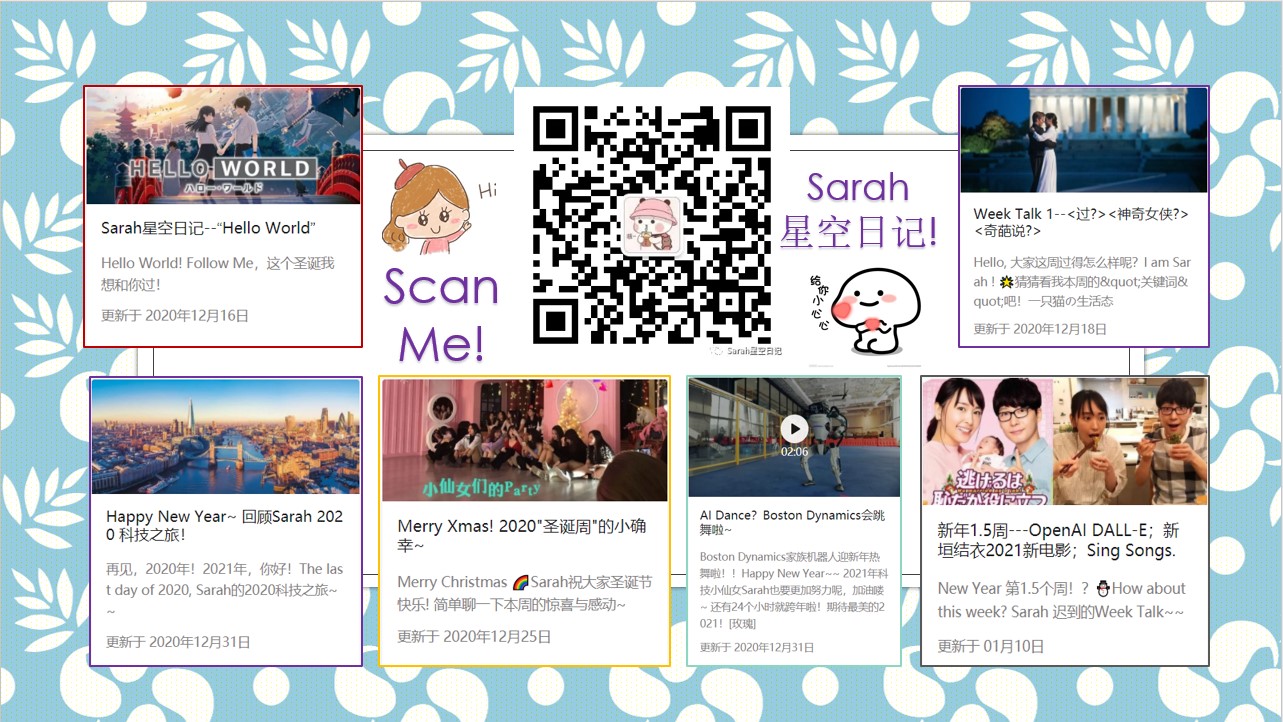 HELLO WORLD
ハロー・ワールド
Sarah星空日记--“Hello World”
Hello World! Follow Me，这个圣诞我
想和你过！
更新于 2020年12月16日
Hi
Scan
Me!
Sarah星空日记
Sarah
星空日记!
给你小心心
Week Talk 1--<过?><神奇女侠?>
<奇葩说?>
Hello, 大家这周过得怎么样呢？I am Sar
ah！🌟猜猜看我本周的&quot;关键词&
quot;吧！一只猫の生活态
更新于 2020年12月18日
Happy New Year~ 回顾Sarah 202
0 科技之旅！
再见，2020年！2021年，你好！The las
t day of 2020, Sarah的2020科技之旅~
~
更新于 2020年12月31日
小仙女们的Party
Merry Xmas! 2020"圣诞周"的小确
幸~
Merry Christmas 🌈Sarah祝大家圣诞节
快乐! 简单聊一下本周的惊喜与感动~
更新于 2020年12月25日
02:06
AI Dance？Boston Dynamics会跳
舞啦~
Boston Dynamics家族机器人迎新年热
舞啦！！Happy New Year~~ 2021年科
技小仙女Sarah也要更加努力呢，加油喽
~ 还有24个小时就跨年啦！期待最美的2
021！[玫瑰]
更新于 2020年12月31日
逃げるは
恥だが役に立つ
新年1.5周---OpenAI DALL-E；新
垣结衣2021新电影；Sing Songs.
New Year 第1.5个周！？⛄How about
this week? Sarah 迟到的Week Talk~~
更新于 01月10日